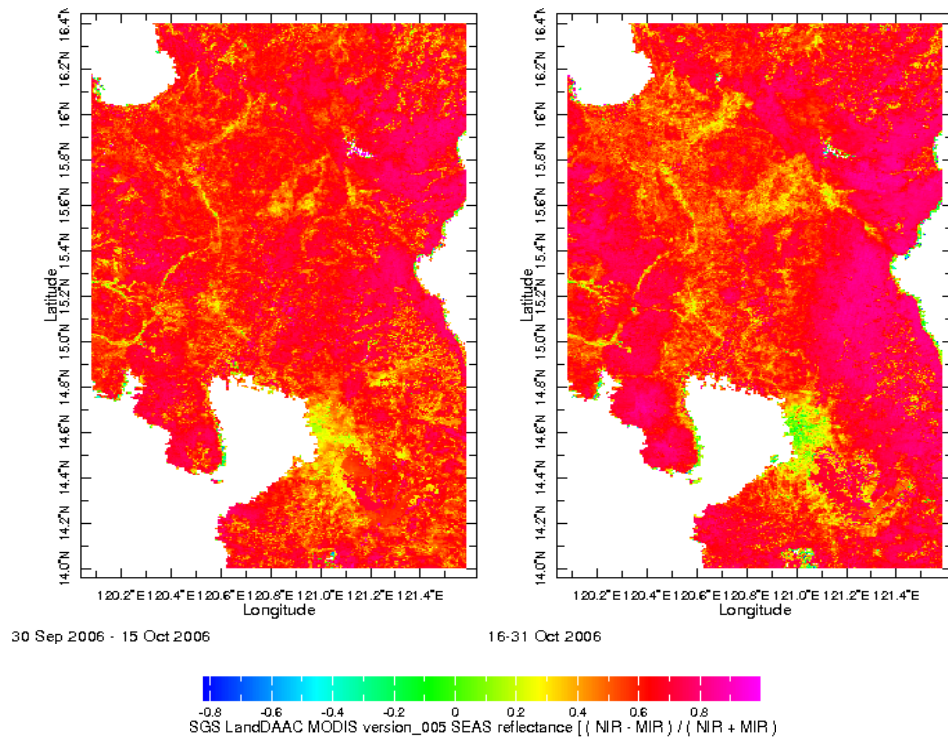 16.4°N
16.2°N
16.0°N
15.8°N
15.6°N
15.4°N
15.2°N
15.0°N
14.8°N
14.6°N
14.4°N
14.2°N
14.0°N
Latitude
120.2°E 120.4°E 120.6°E 120.8°E 121.0°E 121.2°E 121.4°E
Longitude
30 Sep 2006 - 15 Oct 2006
16.4°N
16.2°N
16.0°N
15.8°N
15.6°N
15.4°N
15.2°N
15.0°N
14.8°N
14.6°N
14.4°N
14.2°N
14.0°N
Latitude
120.2°E 120.4°E 120.6°E 120.8°E 121.0°E 121.2°E 121.4°E
Longitude
16-31 Oct 2006
-0.8 -0.6 -0.4 -0.2 0 0.2 0.4 0.6 0.8
SGS LandDAAC MODIS version_005 SEAS reflectance [ ( NIR - MIR ) / ( NIR + MIR )